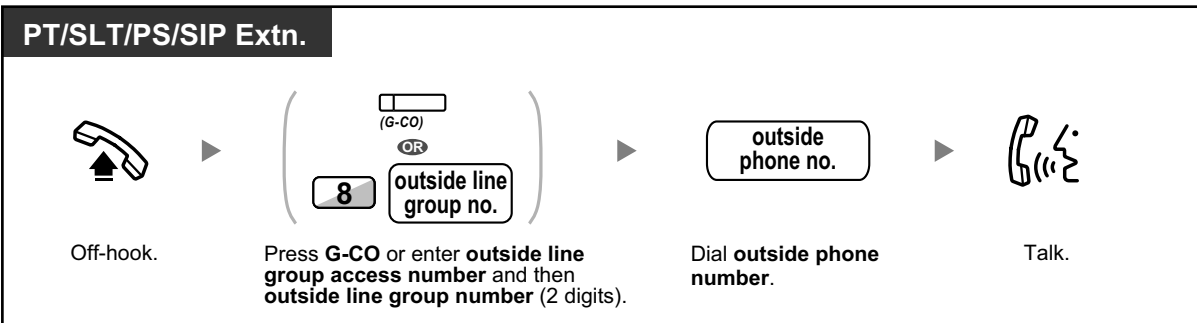 PT/SLT/PS/SIP Extn.
(G-CO)
OR
8
outside line
group no.
outside
phone no.
Off-hook.
Press G-CO or enter outside line
group access number and then
outside line group number (2 digits).
Dial outside phone
number.
Talk.